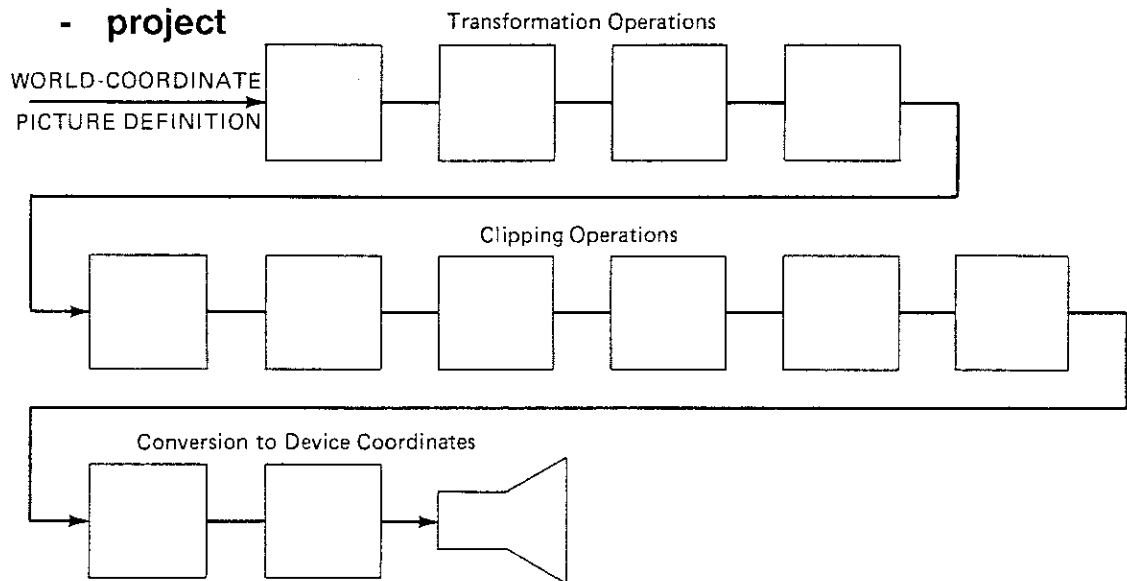 - project
Transformation Operations
WORLD-COORDINATE
PICTURE DEFINITION
Clipping Operations
Conversion to Device Coordinates